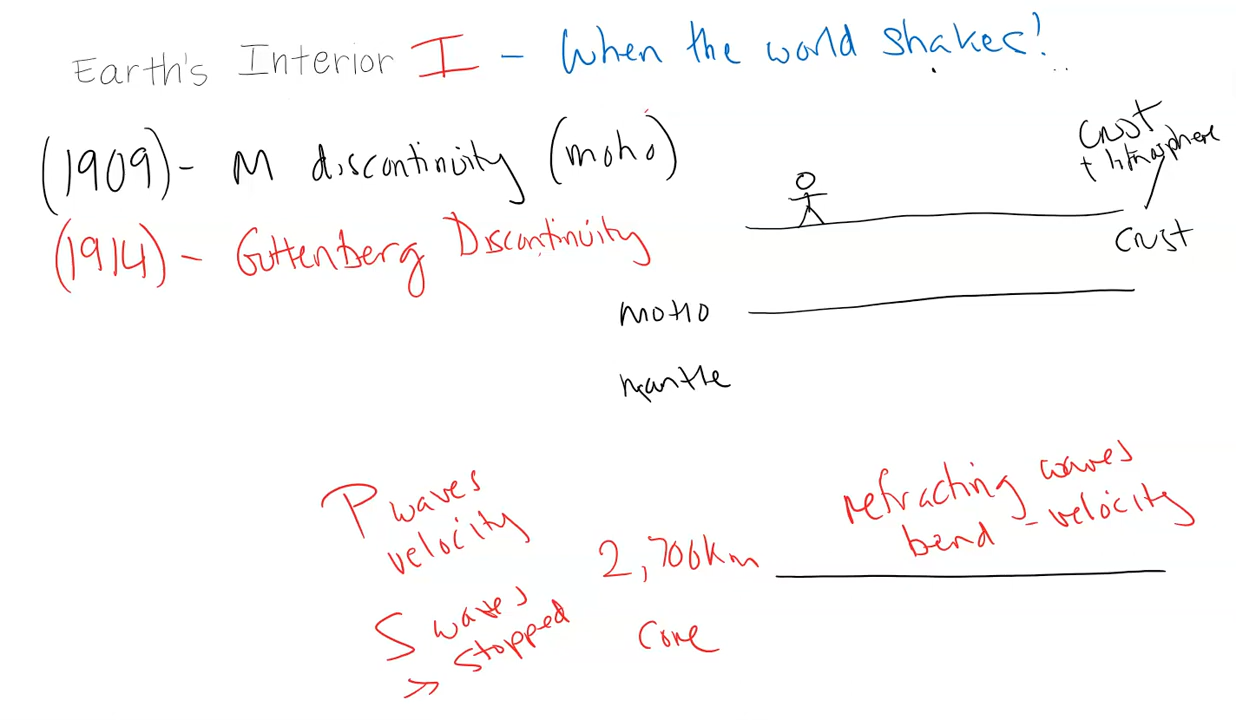 Earth's Interior I - When the world shakes!
(1909) - M discontinuity (moho)
(1914) - Guttenberg Discontinuity
Crust
+ lithosphere
Crust
MOHO
mantle
P waves
velocity
S waves
stopped
2,700km
Core
refracting waves
bend - velocity